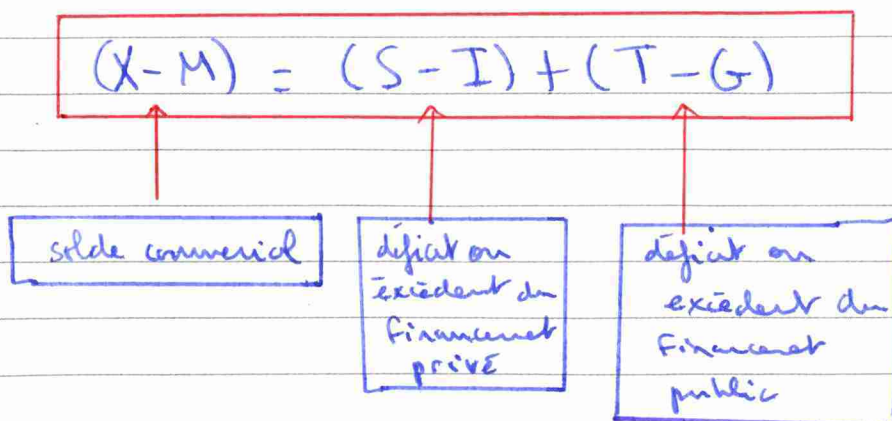 (X-M) = (S-I)+(T-G)
solde commercial
déficit ou
excédent du
financement
privé
déficit ou
excédent du
financement
public